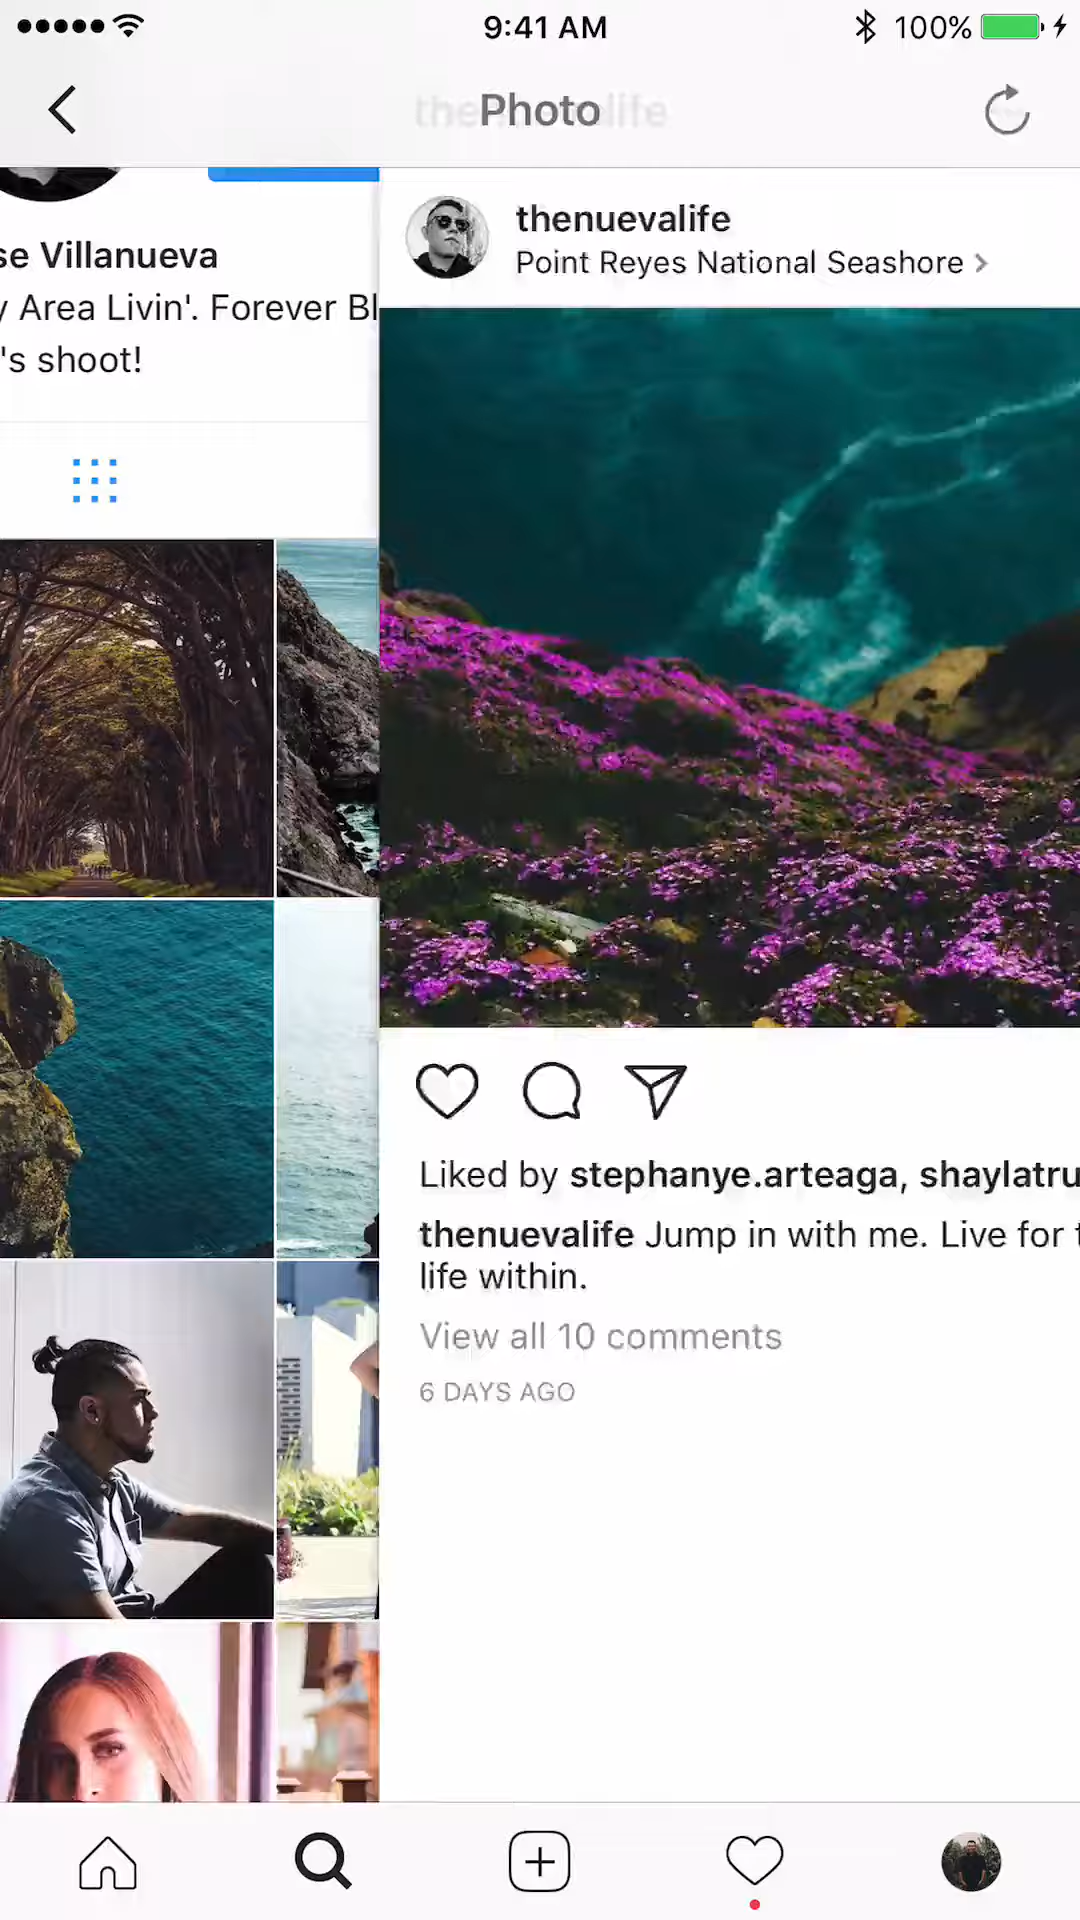 9:41 AM
100%
Photo
se Villanueva
y Area Livin'. Forever Bl
's shoot!
thenuevalife
Point Reyes National Seashore >
Liked by stephanye.arteaga, shaylatru
thenuevalife Jump in with me. Live for t
life within.
View all 10 comments
6 DAYS AGO